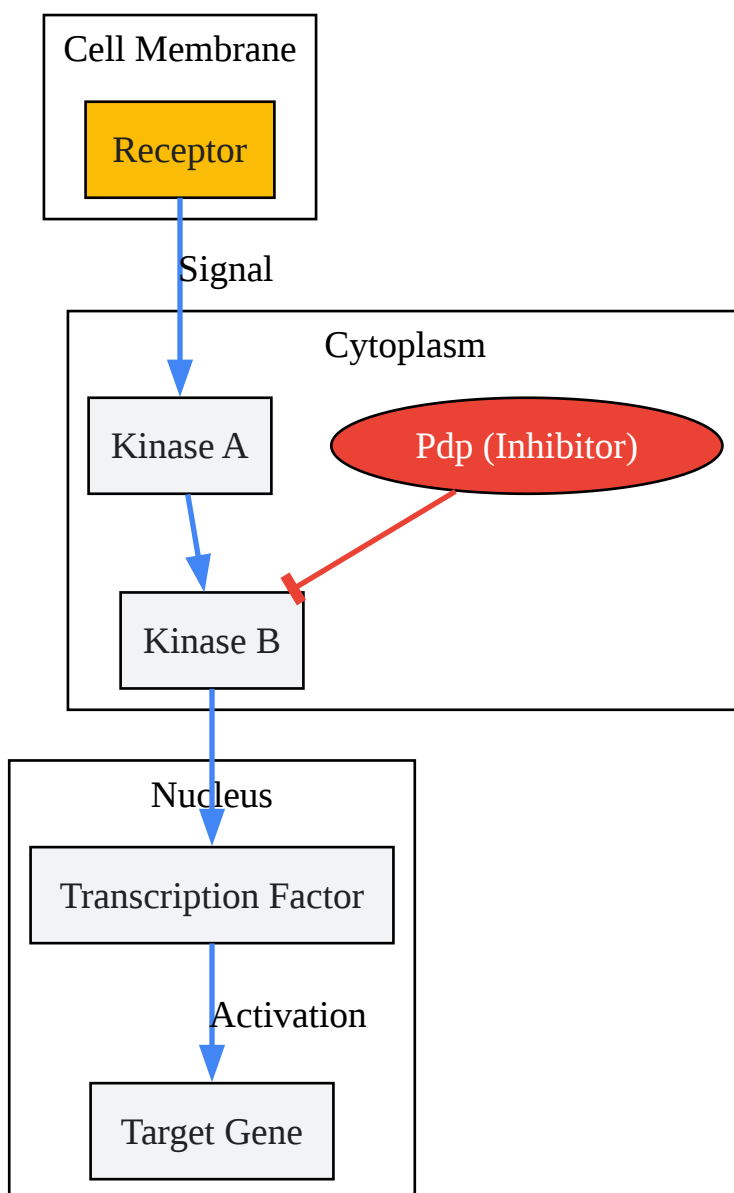 Cell Membrane
Receptor
Signal
Cytoplasm
Kinase A
Pdp (Inhibitor)
Kinase B
Nucleus
Transcription Factor
Activation
Target Gene